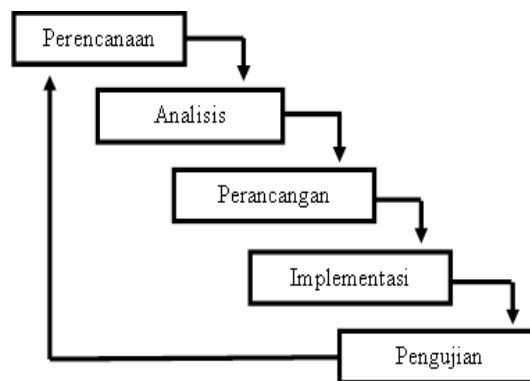 Perencanaan
Analisis
Perancangan
Implementasi
Pengujian